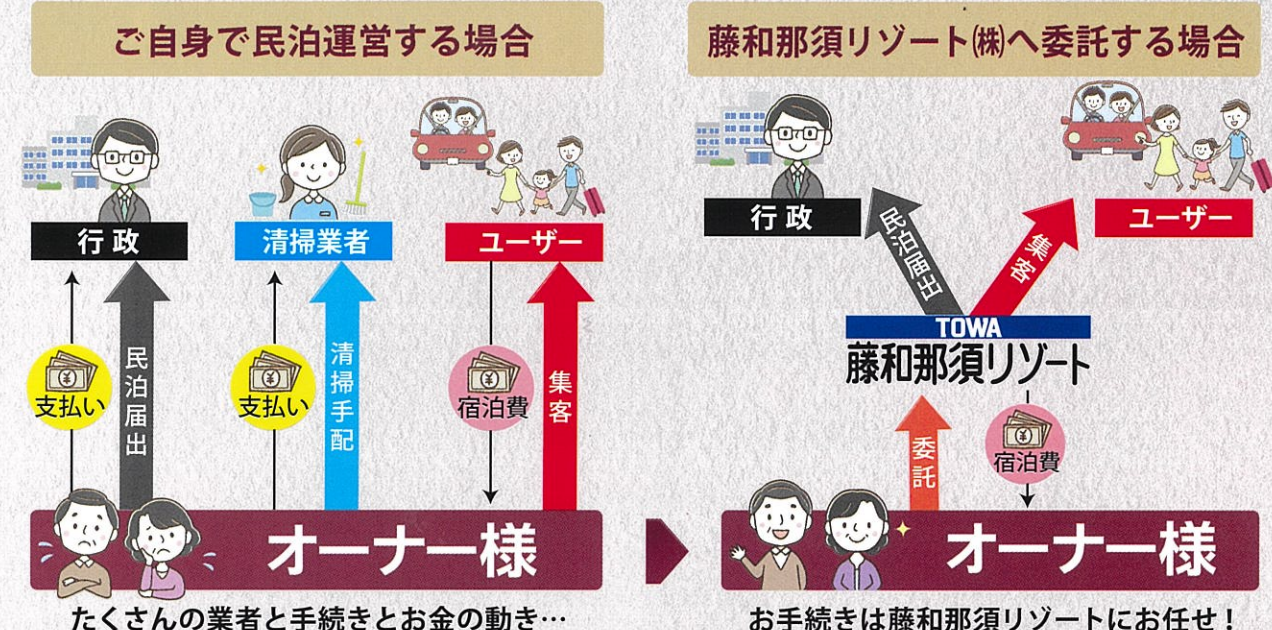 ご自身で民泊運営する場合
行政
清掃業者
ユーザー
支払い
民泊届出
支払い
清掃手配
宿泊費
集客
オーナー様
たくさんの業者と手続きとお金の動き…
藤和那須リゾート㈱へ委託する場合
行政
ユーザー
民泊届出
集客
TOWA
藤和那須リゾート
委託
宿泊費
オーナー様
お手続きは藤和那須リゾートにお任せ！